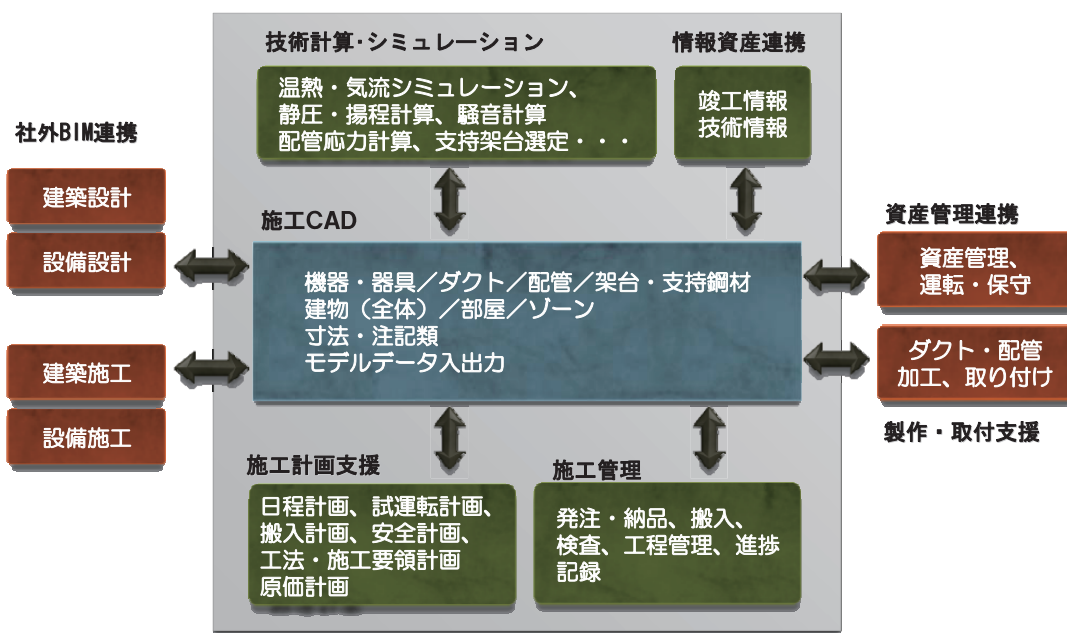 技術計算・シミュレーション
温熱・気流シミュレーション、
静圧・揚程計算、騒音計算
配管応力計算、支持架台選定・・・
情報資産連携
竣工情報
技術情報
社外BIM連携
建築設計
設備設計
建築施工
設備施工
施工CAD
機器・器具／ダクト／配管／架台・支持鋼材
建物（全体）／部屋／ゾーン
寸法・注記類
モデルデータ入出力
資産管理連携
資産管理、
運転・保守
ダクト・配管
加工、取り付け
製作・取付支援
施工計画支援
日程計画、試運転計画、
搬入計画、安全計画、
工法・施工要領計画
原価計画
施工管理
発注・納品、搬入、
検査、工程管理、進捗
記録